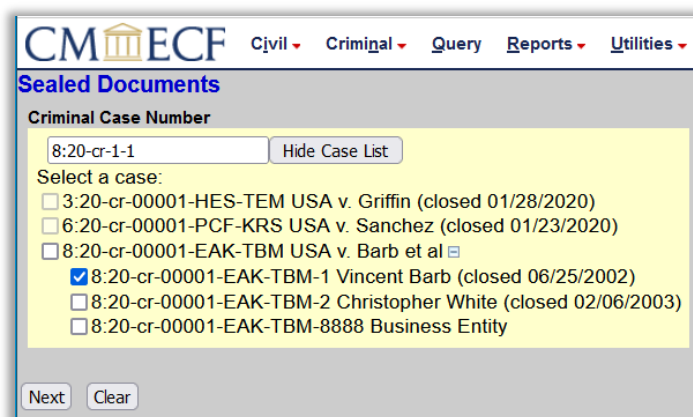 CM ECF Civil Criminal Query Reports Utilities
Sealed Documents
Criminal Case Number
8:20-cr-1-1 Hide Case List
Select a case:
3:20-cr-00001-HES-TEM USA v. Griffin (closed 01/28/2020)
6:20-cr-00001-PCF-KRS USA v. Sanchez (closed 01/23/2020)
8:20-cr-00001-EAK-TBM USA v. Barb et al
8:20-cr-00001-EAK-TBM-1 Vincent Barb (closed 06/25/2002)
8:20-cr-00001-EAK-TBM-2 Christopher White (closed 02/06/2003)
8:20-cr-00001-EAK-TBM-8888 Business Entity
Next Clear